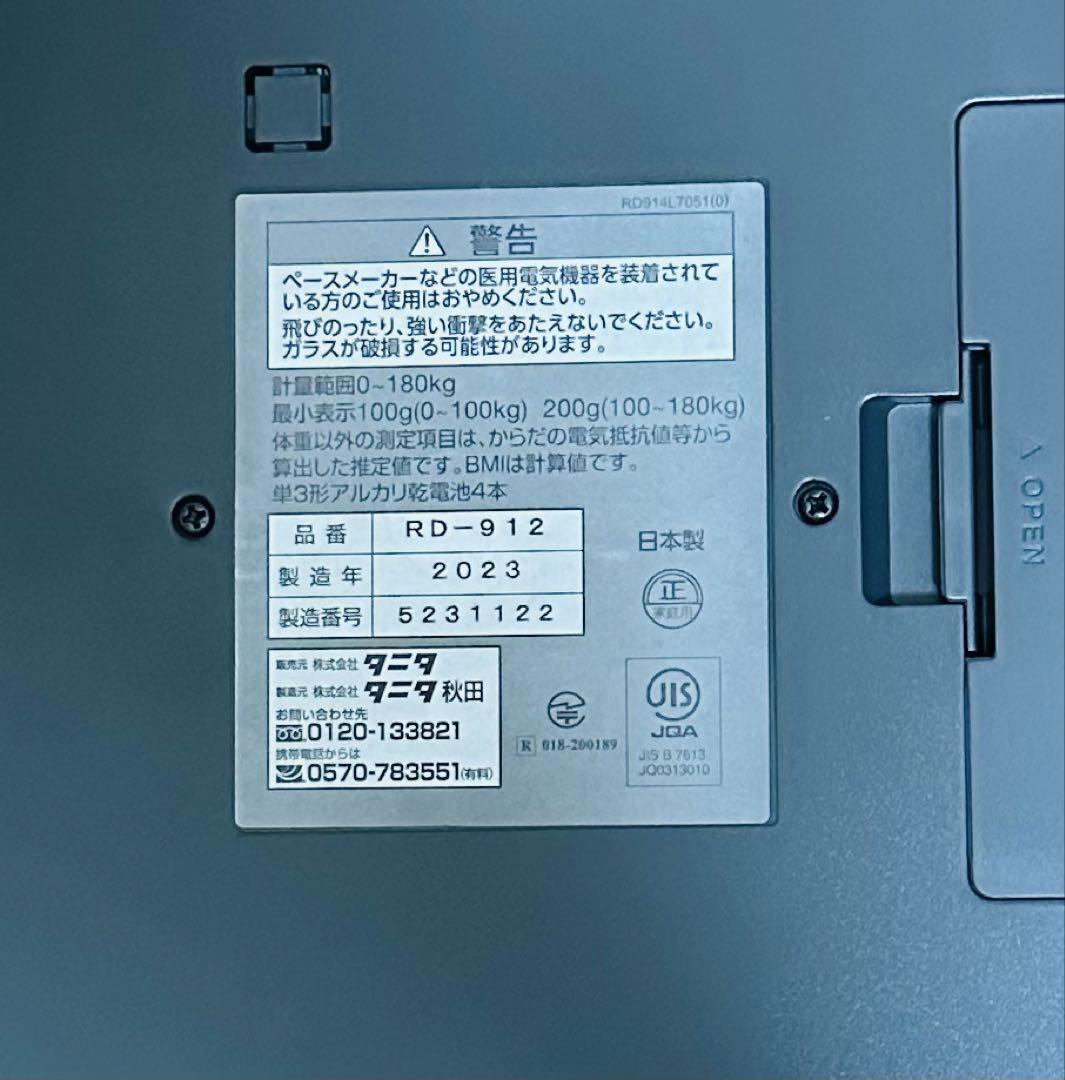 RD914L7051(0)
警告
ペースメーカーなどの医用電気機器を装着されて
いる方のご使用はおやめください。
飛びのったり、強い衝撃をあたえないでください。
ガラスが破損する可能性があります。
計量範囲0~180kg
最小表示100g(0~100kg) 200g(100~180kg)
体重以外の測定項目は、からだの電気抵抗値等から
算出した推定値です。BMIは計算値です。
単3形アルカリ乾電池4本
品番 RD-912
製造年 2023
製造番号 5231122
日本製
正
家庭用
販売元 株式会社 タニタ
製造元 株式会社 タニタ秋田
お問い合わせ先
0120-133821
携帯電話からは
0570-783551(有料)
R 018-200189
JIS
JQA
JIS B 7613
JQ0313010
△ OPEN